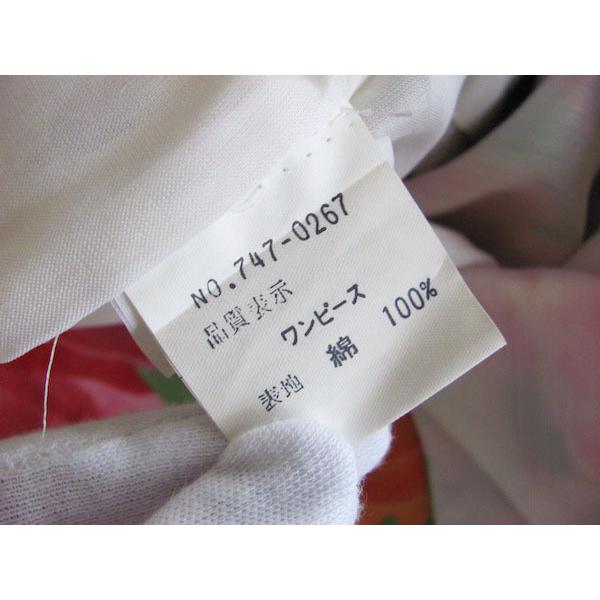 NO.747-0267
品質表示
ワンピース
表地 綿 100%